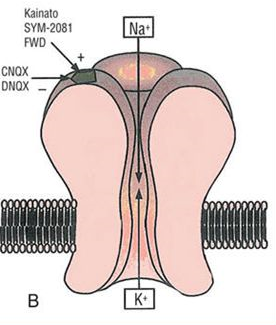 Kainato
SYM-2081
FWD
+
CNQX
DNQX
–
Na+
K+
B